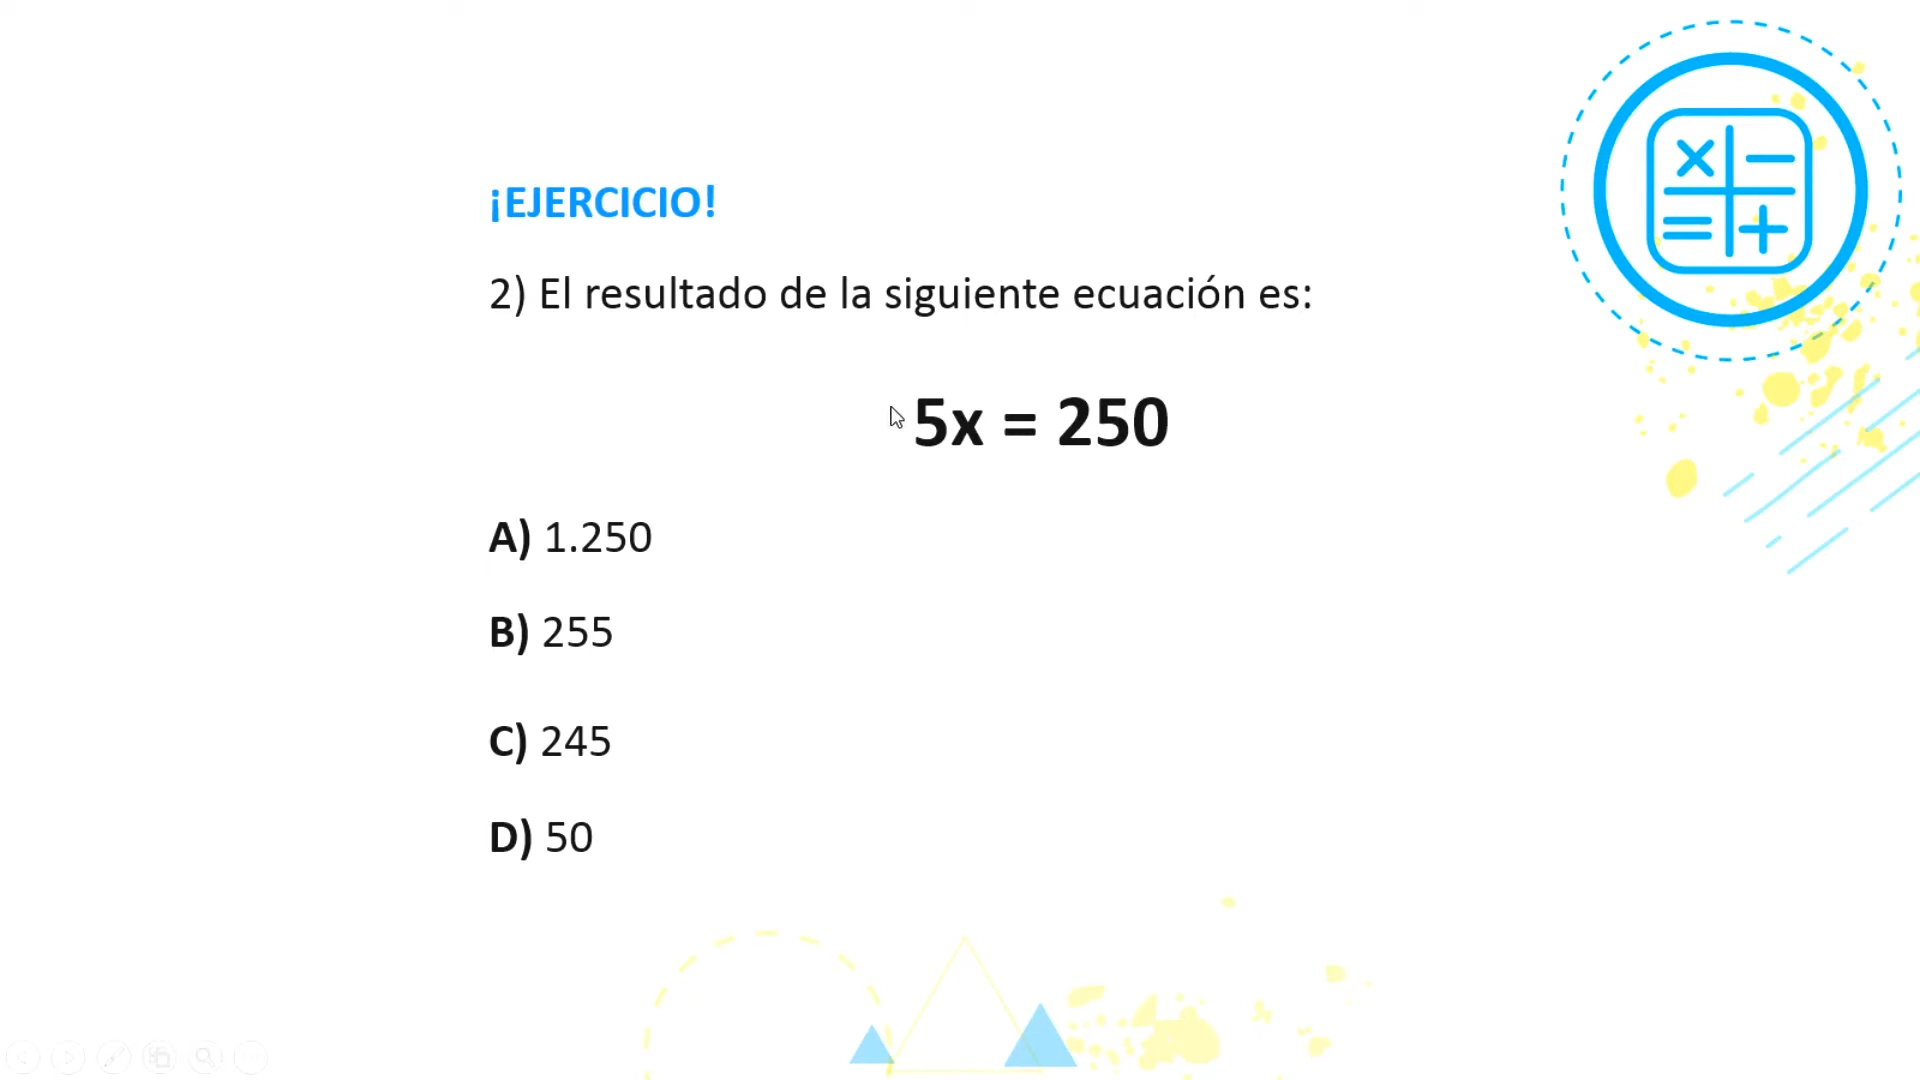 ¡EJERCICIO!
2) El resultado de la siguiente ecuación es:
5x = 250
A) 1.250
B) 255
C) 245
D) 50